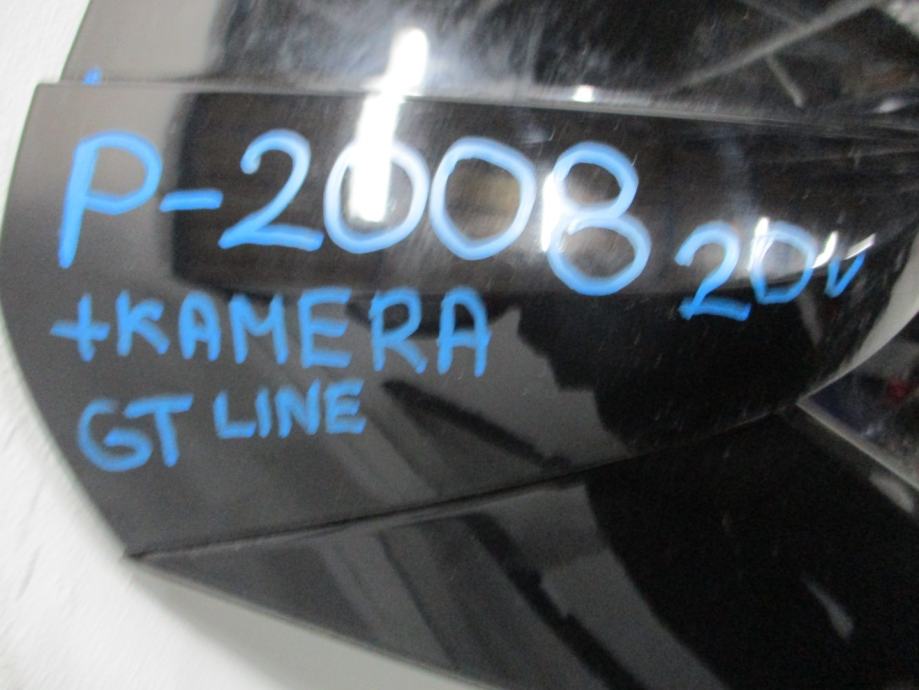 P-2008 20v
+KAMERA
GT LINE